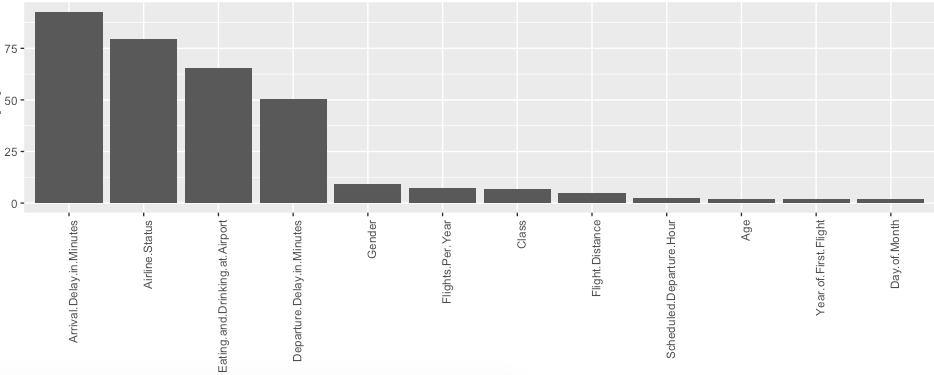 75
50
25
0
Arrival.Delay.in.Minutes
Airline.Status
Eating.and.Drinking.at.Airport
Departure.Delay.in.Minutes
Gender
Flights.Per.Year
Class
Flight.Distance
Scheduled.Departure.Hour
Age
Year.of.First.Flight
Day.of.Month